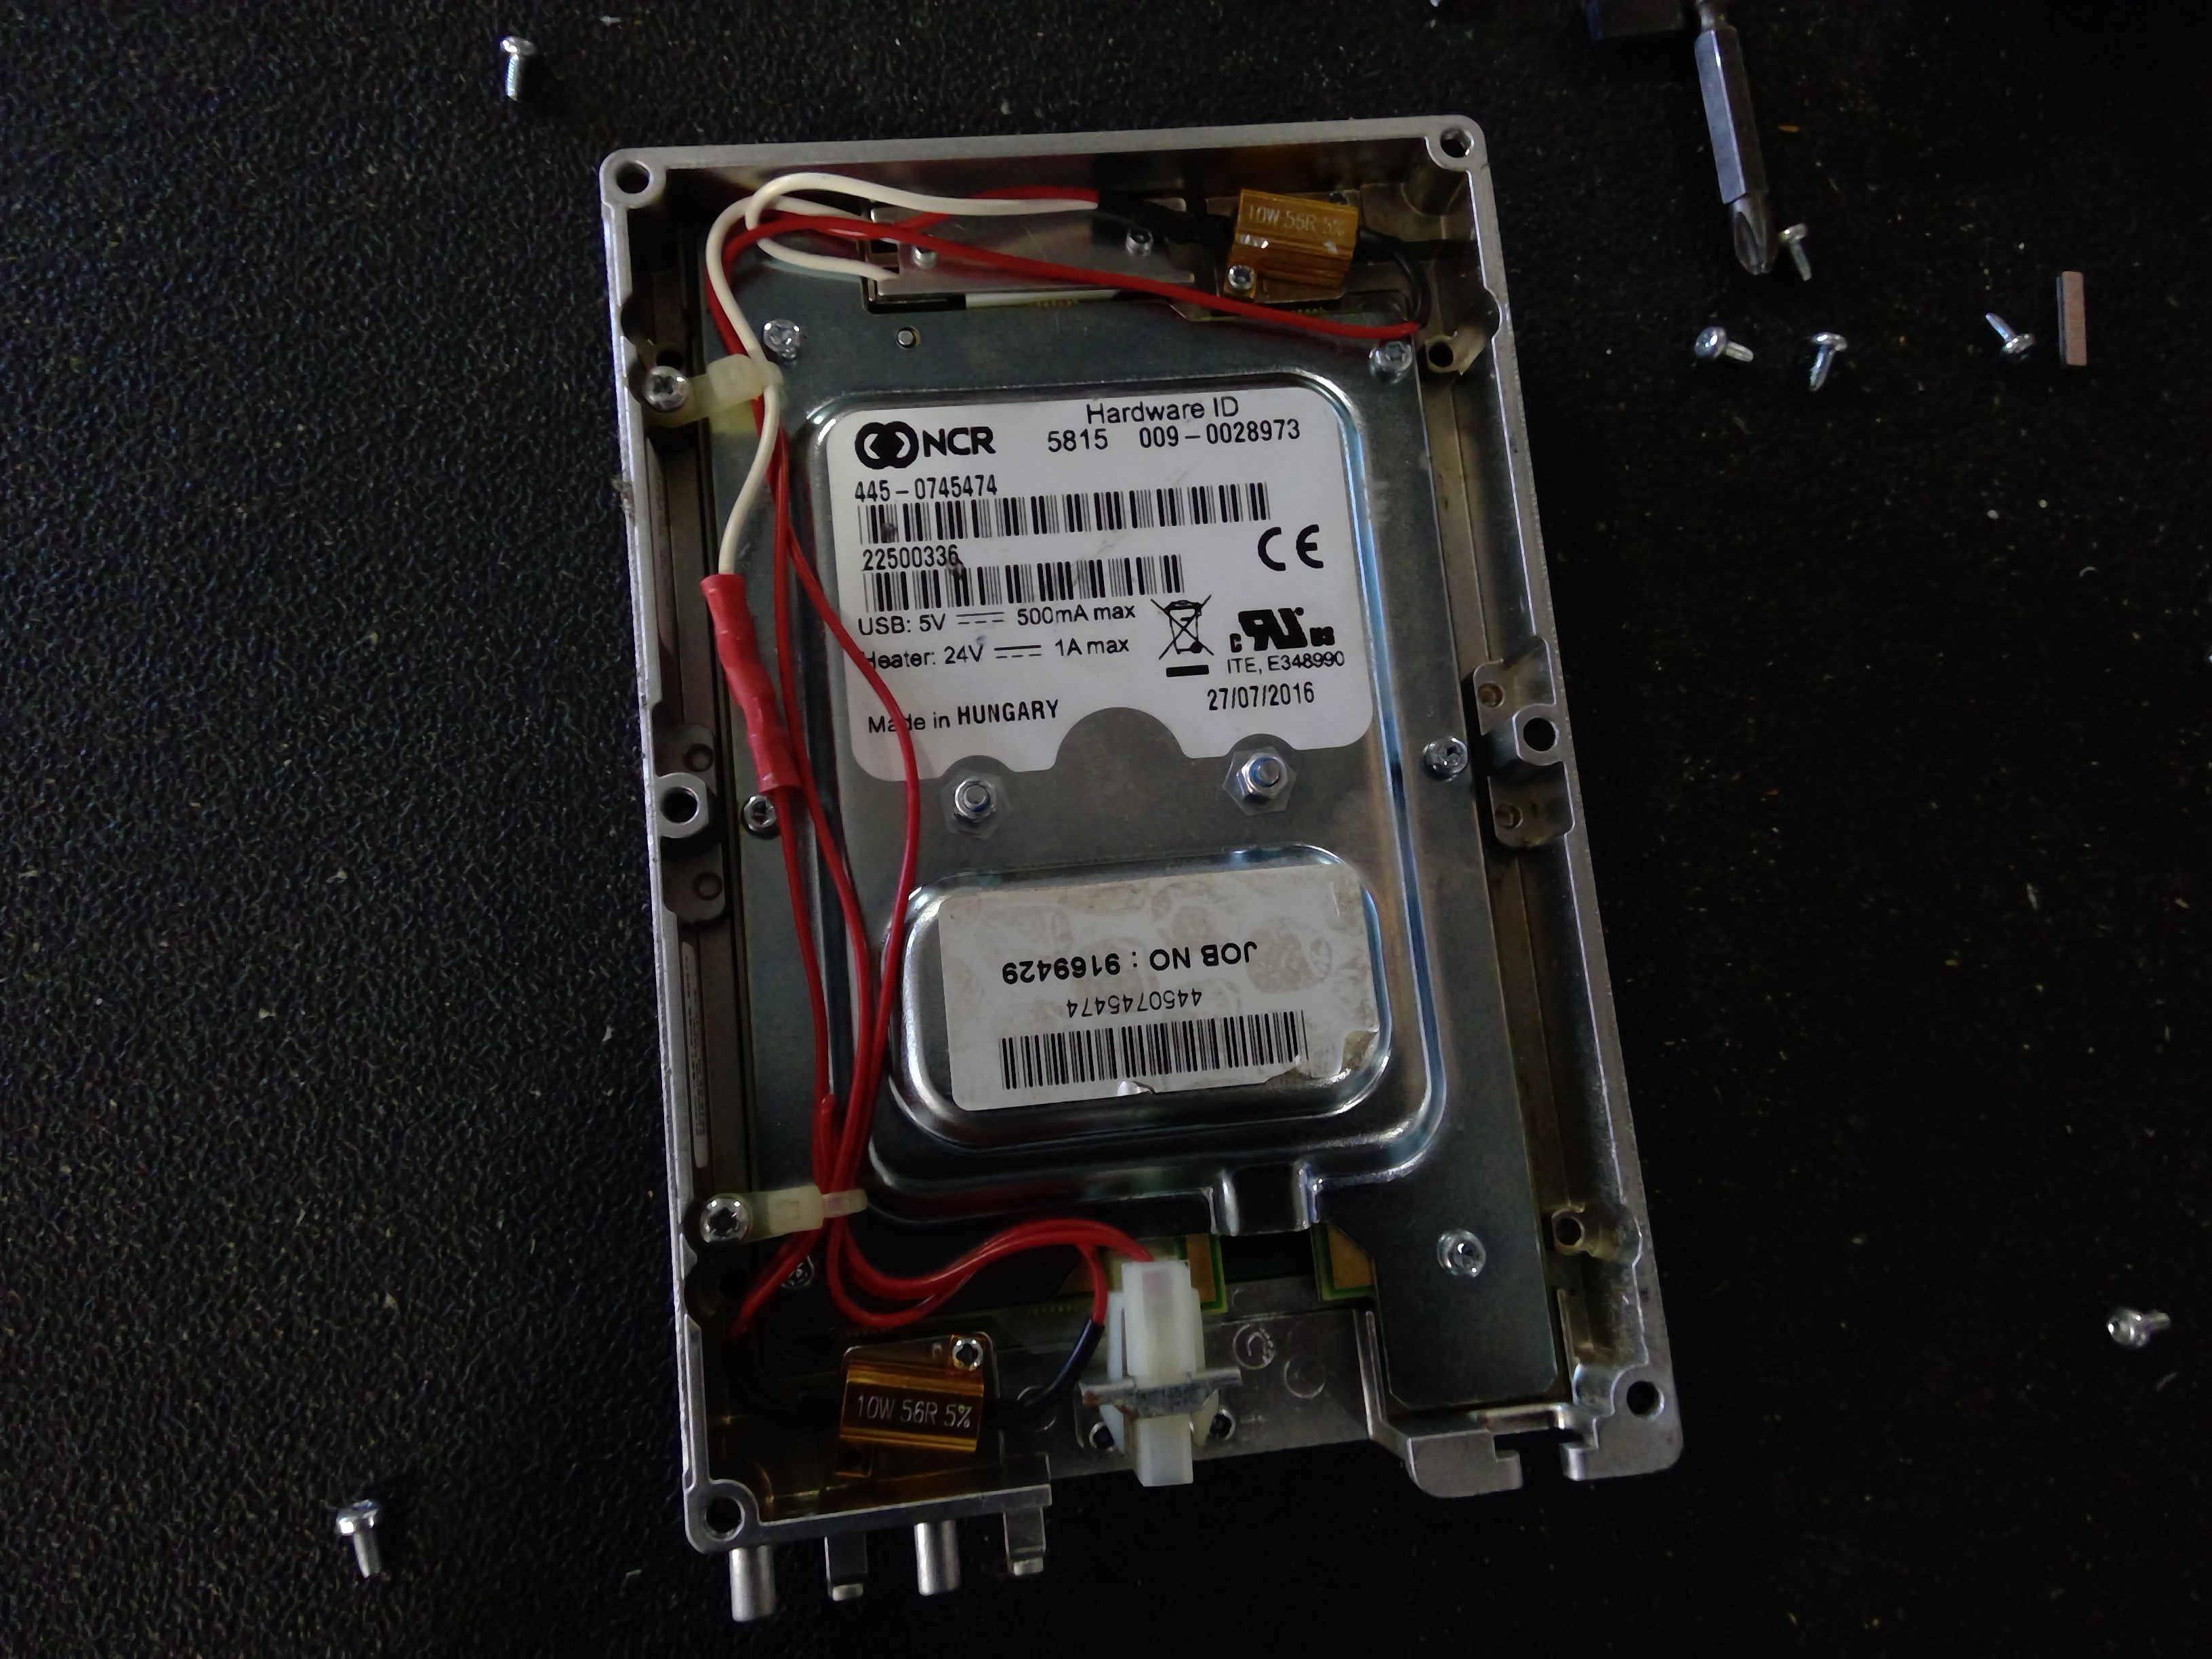 10W 56R 5%
Hardware ID
NCR 5815 009-0028973
445-0745474
22500336
CE
USB: 5V 500mA max
Heater: 24V 1A max
ITE, E348990
27/07/2016
Made in HUNGARY
JOB NO : 9169429
4450745474
10W 56R 5%